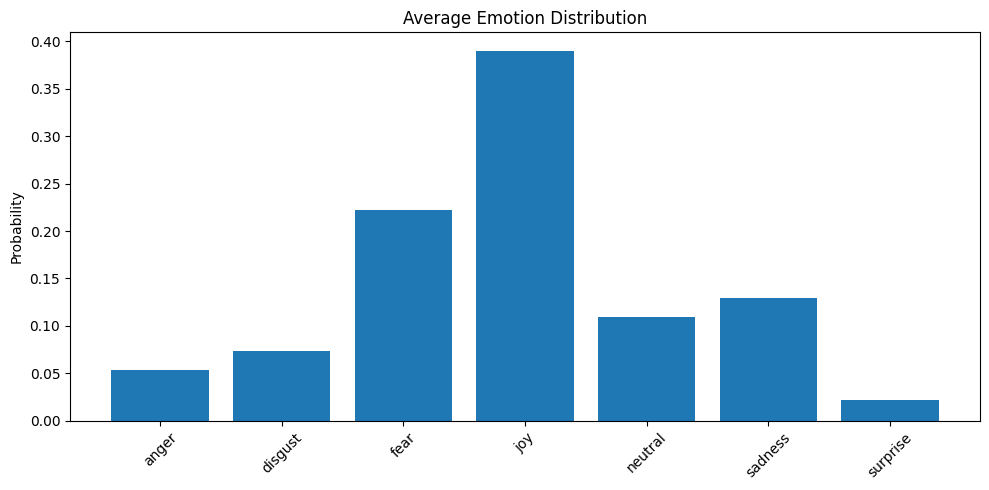 Average Emotion Distribution
Probability
0.40
0.35
0.30
0.25
0.20
0.15
0.10
0.05
0.00
anger
disgust
fear
joy
neutral
sadness
surprise